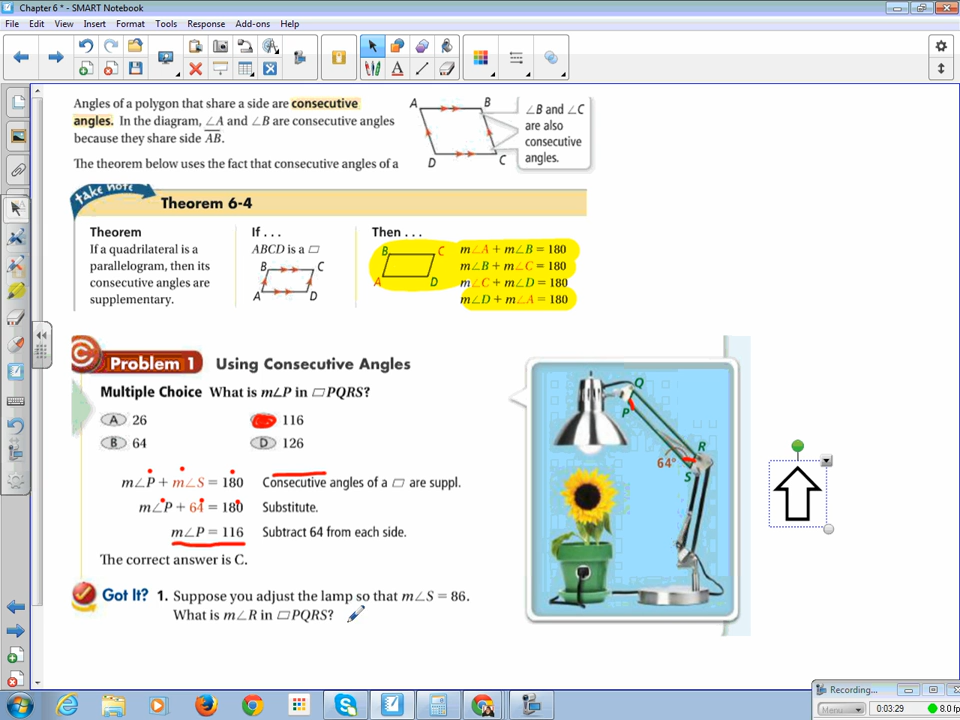 Chapter 6 * - SMART Notebook
File Edit View Insert Format Tools Response Add-ons Help
Angles of a polygon that share a side are consecutive
angles. In the diagram, ∠A and ∠B are consecutive angles
because they share side A̅B̅.
The theorem below uses the fact that consecutive angles of a
A B
D C
∠B and ∠C
are also
consecutive
angles.
take note
Theorem 6-4
Theorem
If a quadrilateral is a
parallelogram, then its
consecutive angles are
supplementary.
If . . .
ABCD is a ▱
B C
A D
Then . . .
B C
A D
m∠A + m∠B = 180
m∠B + m∠C = 180
m∠C + m∠D = 180
m∠D + m∠A = 180
C Problem 1 Using Consecutive Angles
Multiple Choice What is m∠P in ▱PQRS?
A 26
116
B 64
D 126
m∠P + m∠S = 180 Consecutive angles of a ▱ are suppl.
m∠P + 64 = 180 Substitute.
m∠P = 116 Subtract 64 from each side.
The correct answer is C.
Got It? 1. Suppose you adjust the lamp so that m∠S = 86.
What is m∠R in ▱PQRS?
Q
P
R
64°
S
Recording...
Menu
0:03:29
8.0 fp